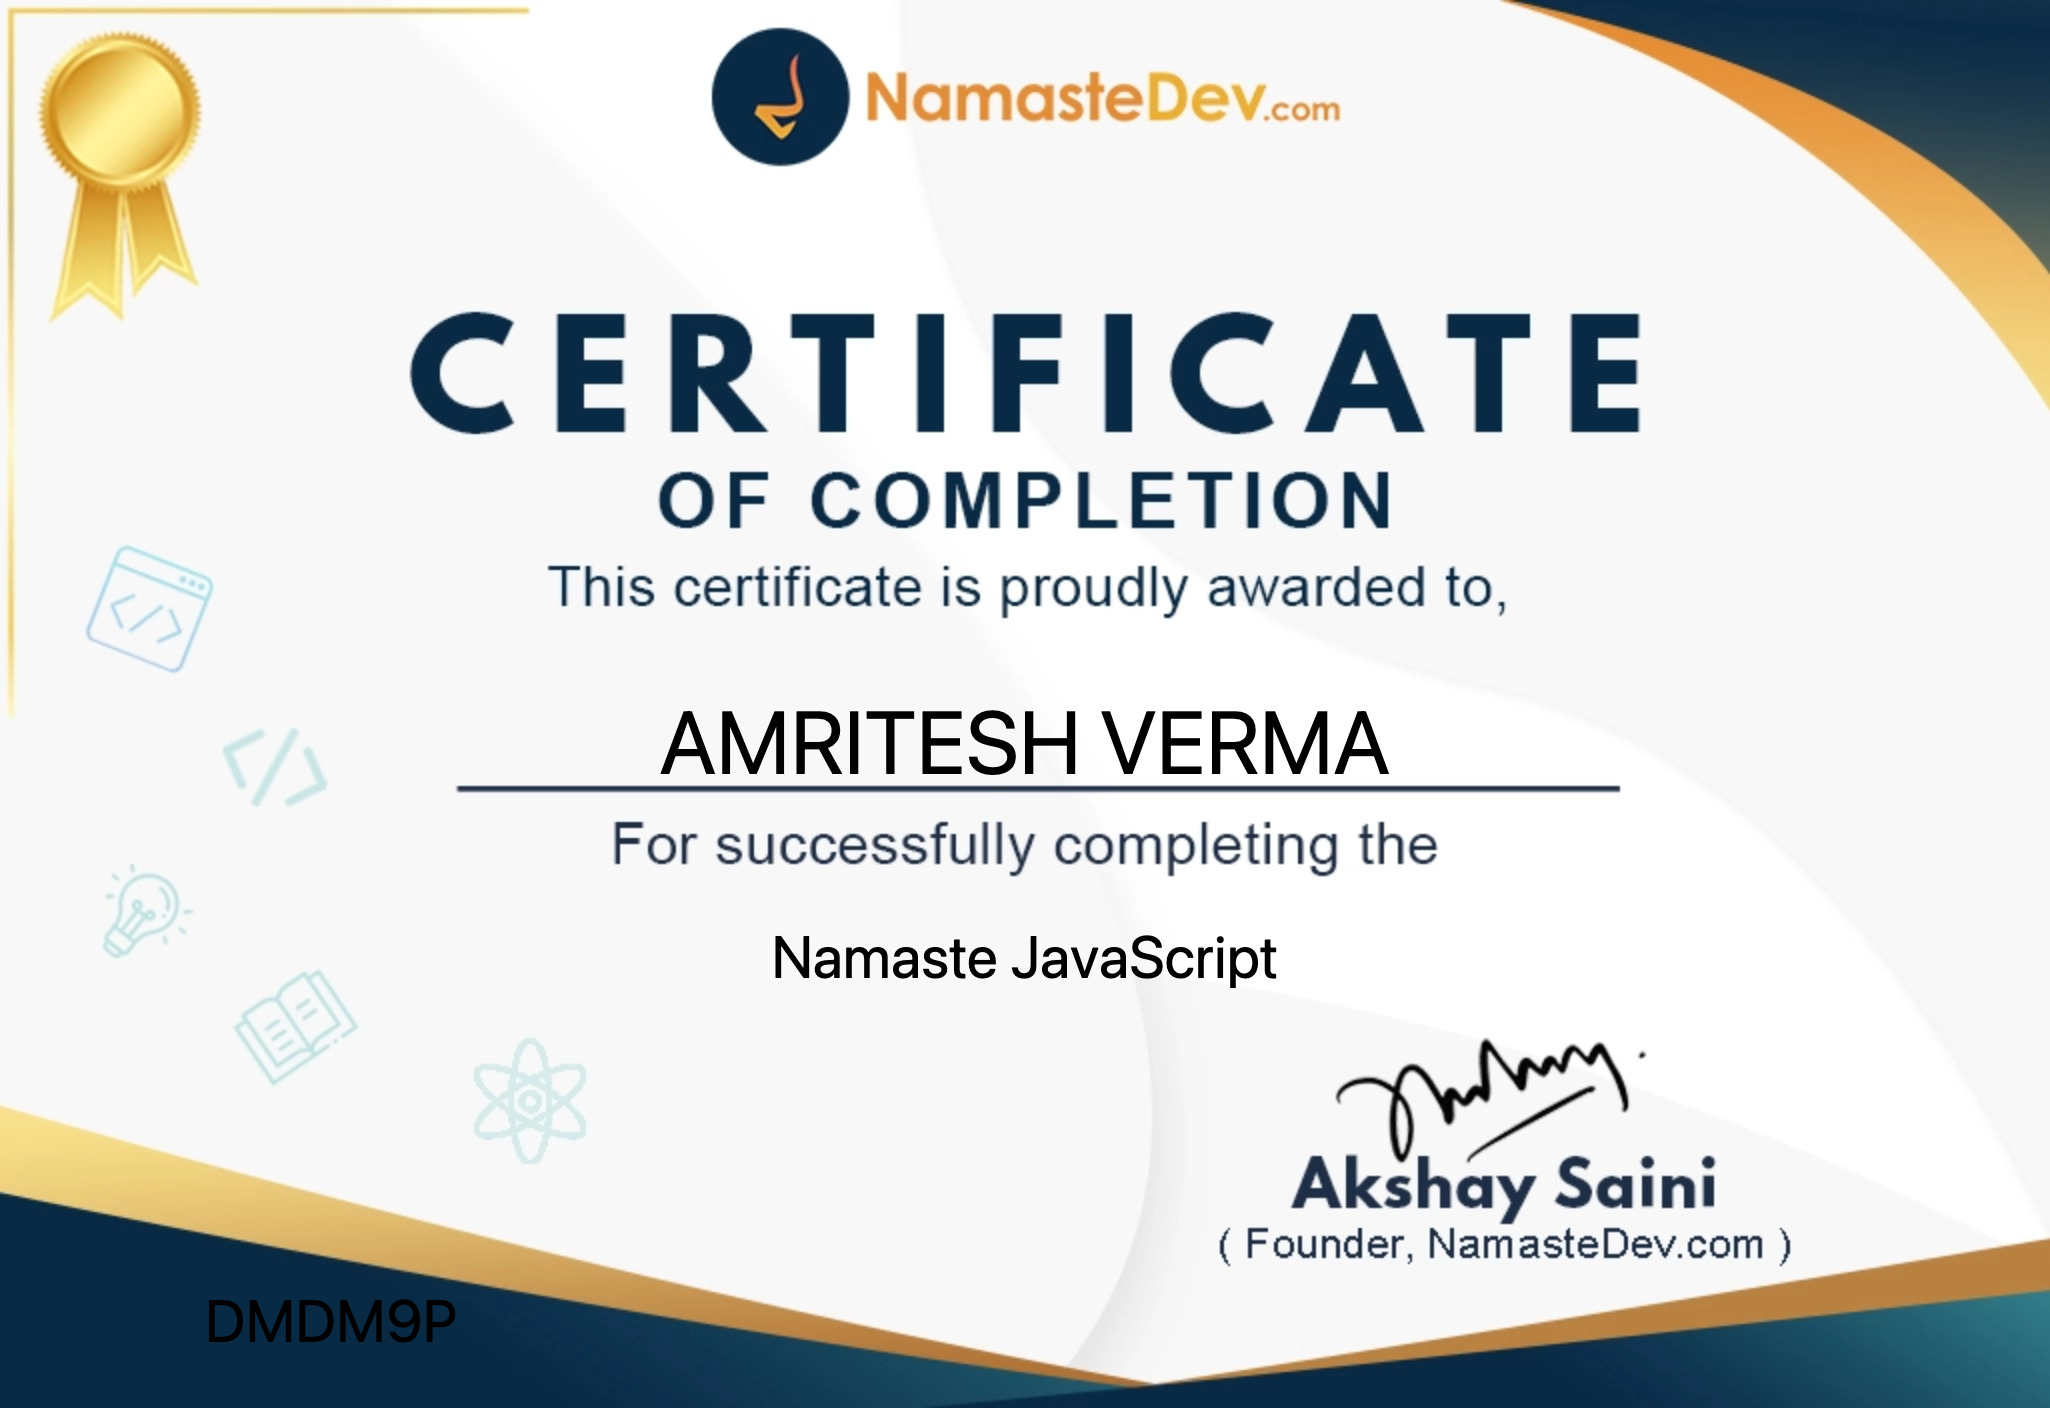 NamasteDev.com
CERTIFICATE
OF COMPLETION
This certificate is proudly awarded to,
AMRITESH VERMA
For successfully completing the
Namaste JavaScript
Akshay Saini
( Founder, NamasteDev.com )
DMDM9P